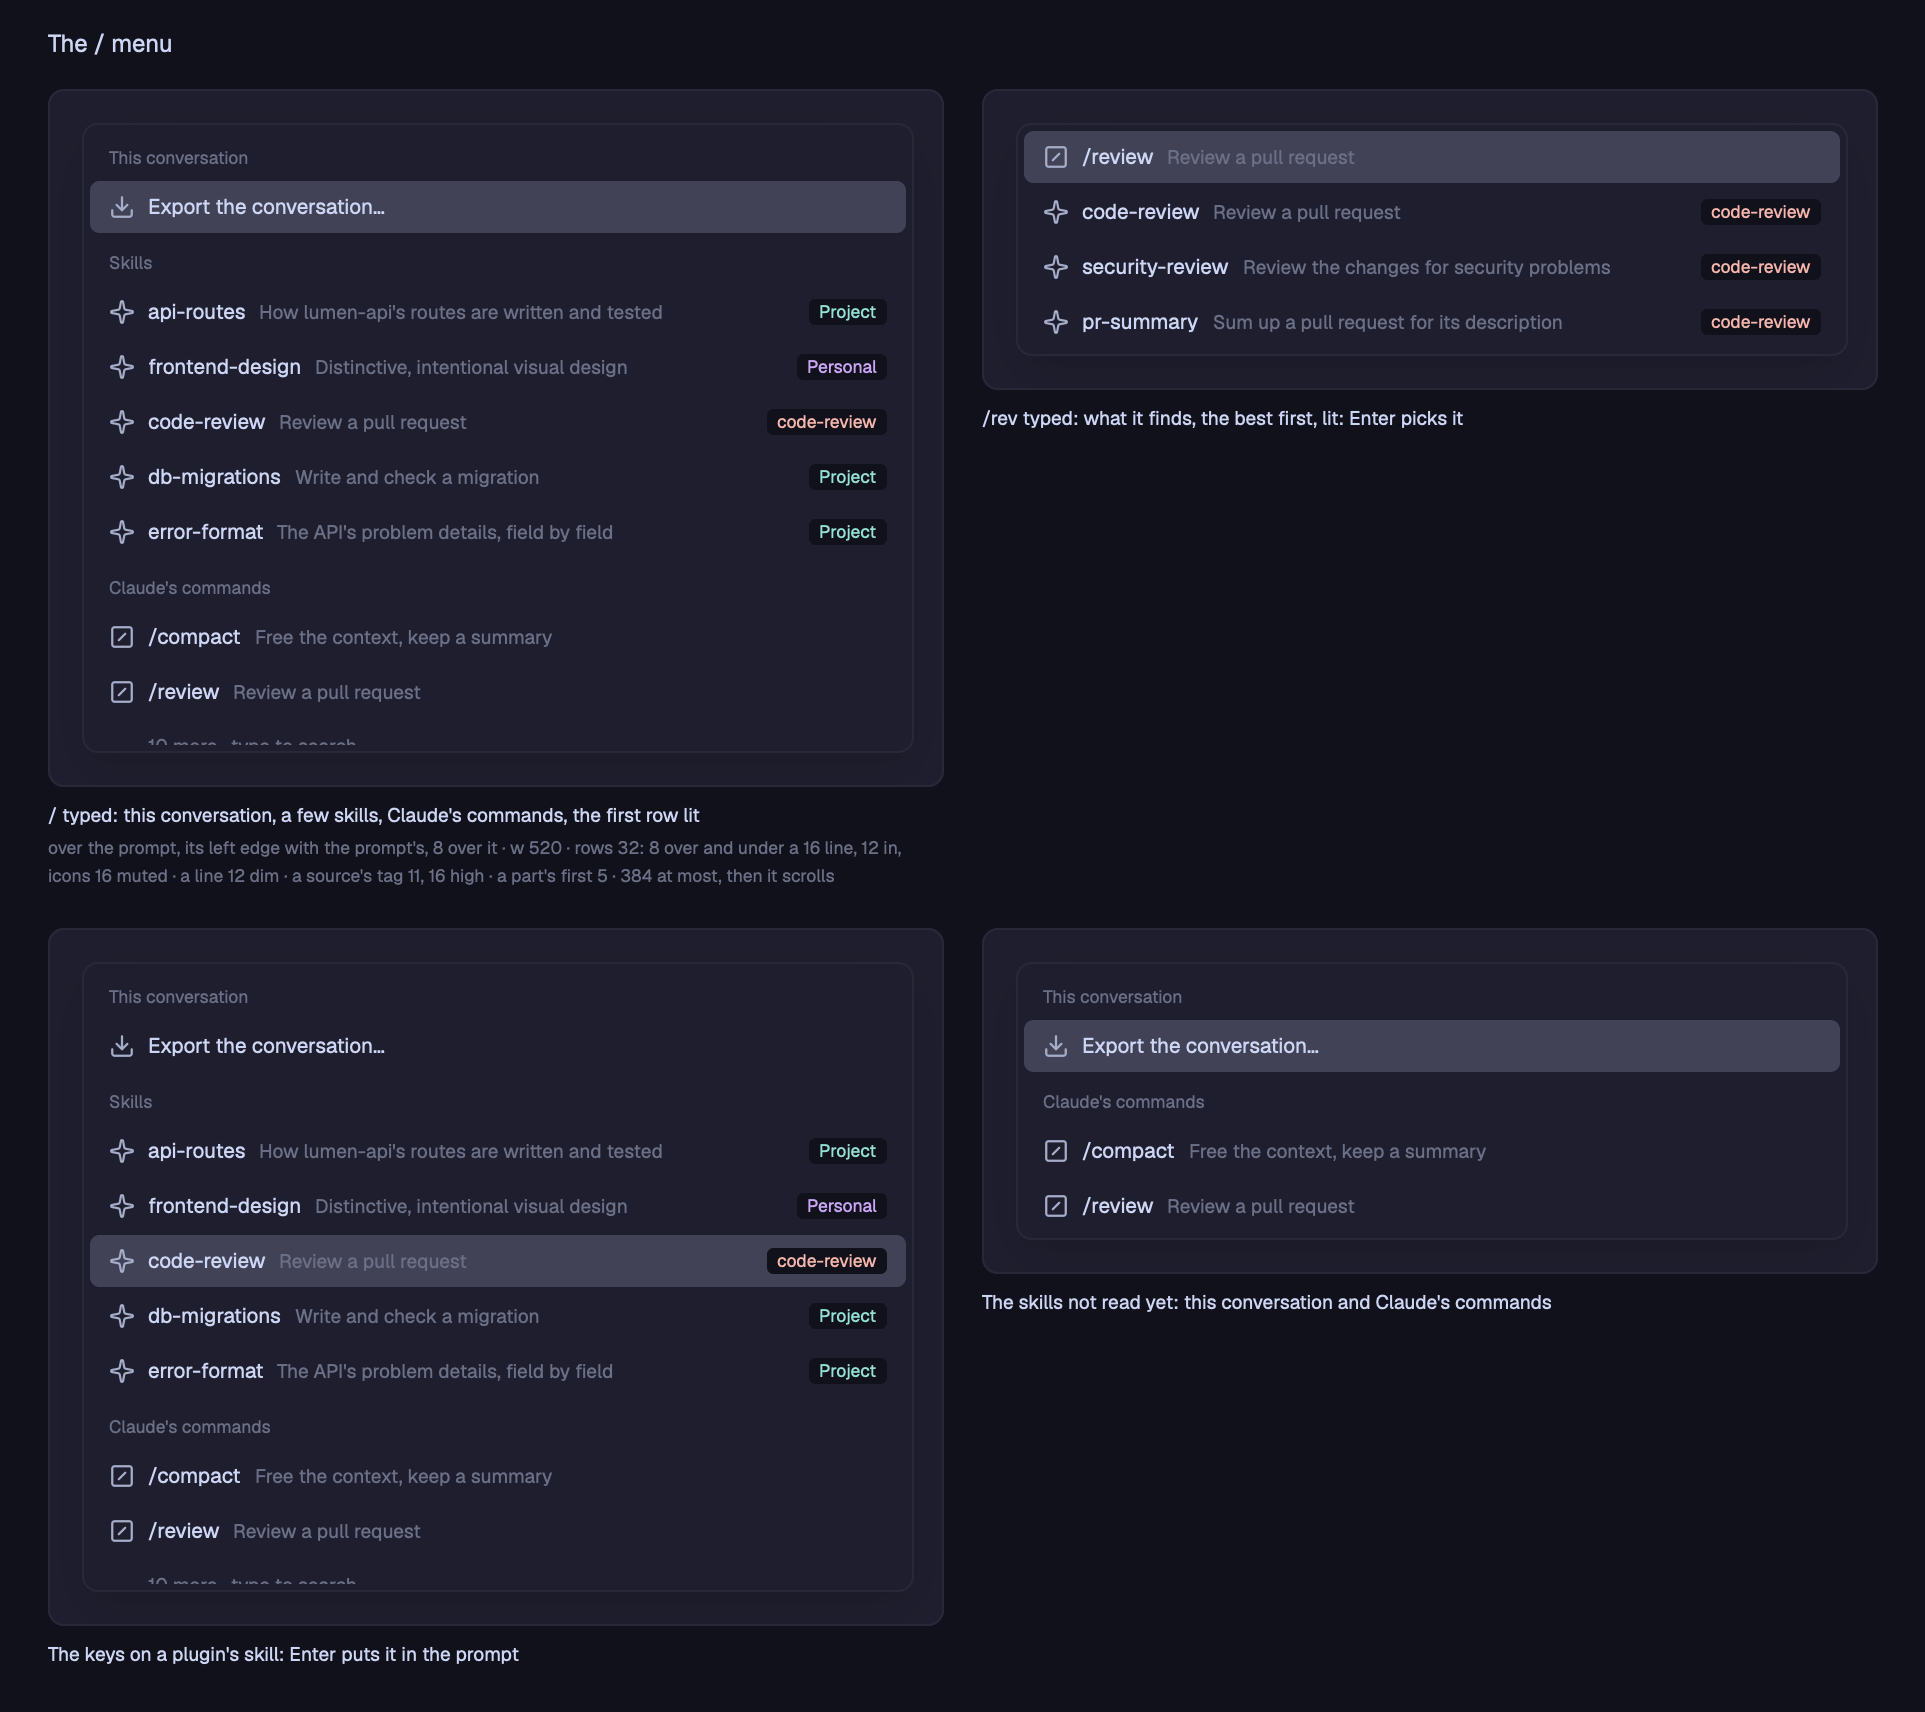 The / menu
This conversation
Export the conversation...
Skills
api-routes How lumen-api's routes are written and tested Project
frontend-design Distinctive, intentional visual design Personal
code-review Review a pull request code-review
db-migrations Write and check a migration Project
error-format The API's problem details, field by field Project
Claude's commands
/compact Free the context, keep a summary
/review Review a pull request
/ typed: this conversation, a few skills, Claude's commands, the first row lit
over the prompt, its left edge with the prompt's, 8 over it · w 520 · rows 32: 8 over and under a 16 line, 12 in,
icons 16 muted · a line 12 dim · a source's tag 11, 16 high · a part's first 5 · 384 at most, then it scrolls
/review Review a pull request
code-review Review a pull request code-review
security-review Review the changes for security problems code-review
pr-summary Sum up a pull request for its description code-review
/rev typed: what it finds, the best first, lit: Enter picks it
This conversation
Export the conversation...
Skills
api-routes How lumen-api's routes are written and tested Project
frontend-design Distinctive, intentional visual design Personal
code-review Review a pull request code-review
db-migrations Write and check a migration Project
error-format The API's problem details, field by field Project
Claude's commands
/compact Free the context, keep a summary
/review Review a pull request
The keys on a plugin's skill: Enter puts it in the prompt
This conversation
Export the conversation...
Claude's commands
/compact Free the context, keep a summary
/review Review a pull request
The skills not read yet: this conversation and Claude's commands